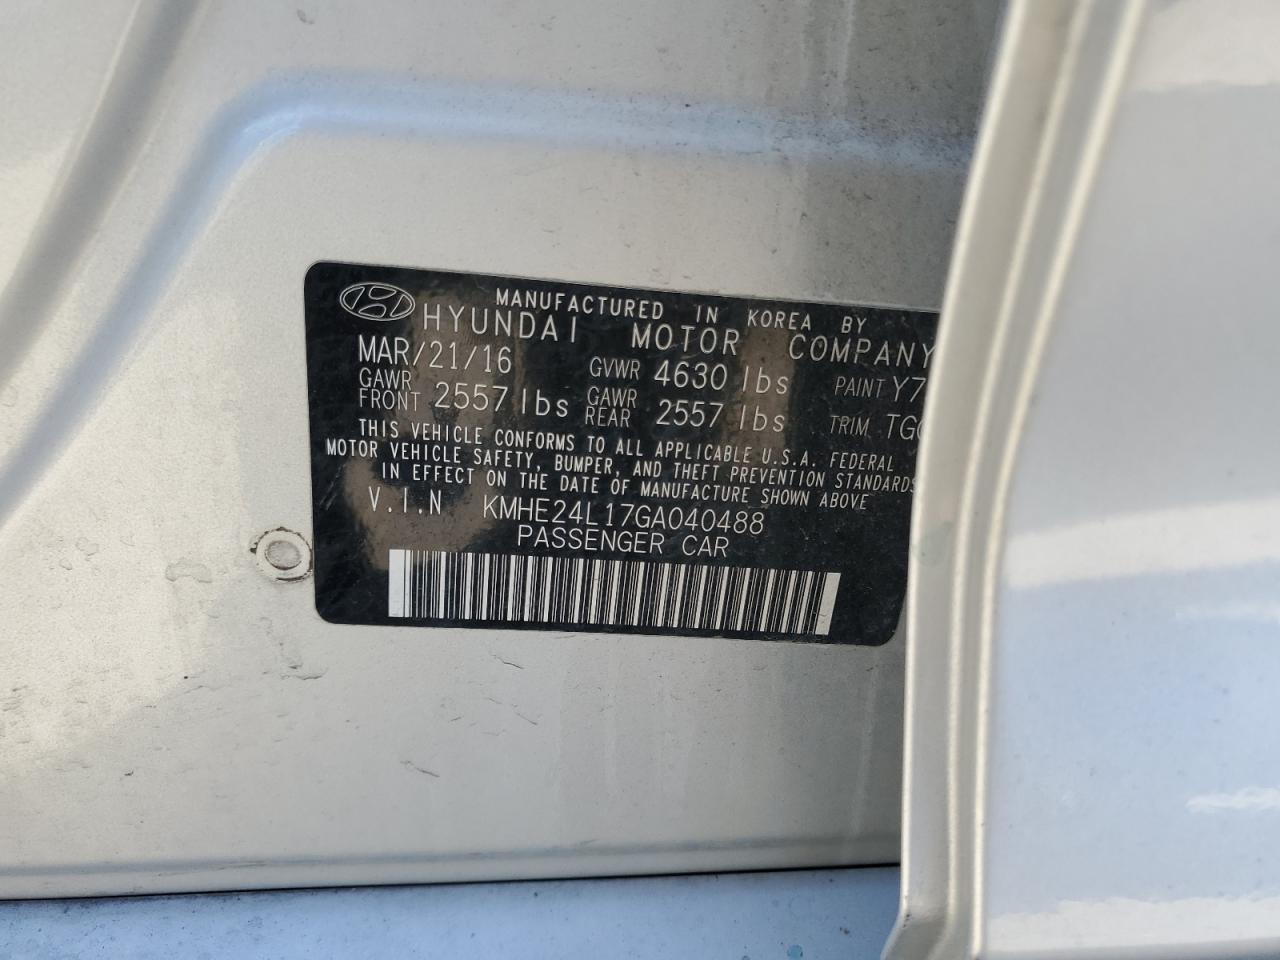 MANUFACTURED IN KOREA BY
HYUNDAI MOTOR COMPANY
MAR/21/16 GVWR 4630 lbs PAINT
GAWR FRONT 2557 lbs GAWR REAR 2557 lbs TRIM
THIS VEHICLE CONFORMS TO ALL APPLICABLE U.S.A. FEDERAL
MOTOR VEHICLE SAFETY, BUMPER, AND THEFT PREVENTION STANDARDS
IN EFFECT ON THE DATE OF MANUFACTURE SHOWN ABOVE
V.I.N KMHE24L17GA040488
PASSENGER CAR